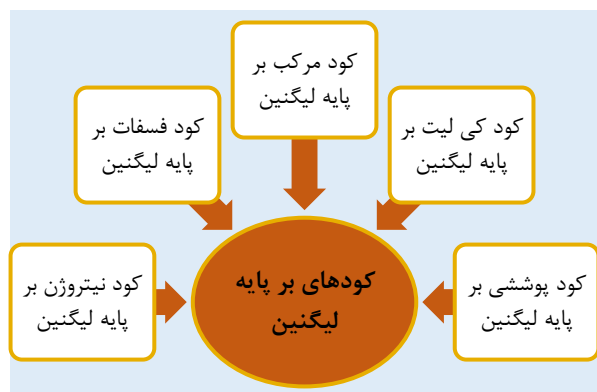 کود مرکب بر
پایه لیگنین
کود کی لیت بر
پایه لیگنین
کود فسفات بر
پایه لیگنین
کود پوششی بر
پایه لیگنین
کود نیتروژن بر
پایه لیگنین
کودهای بر پایه
لیگنین